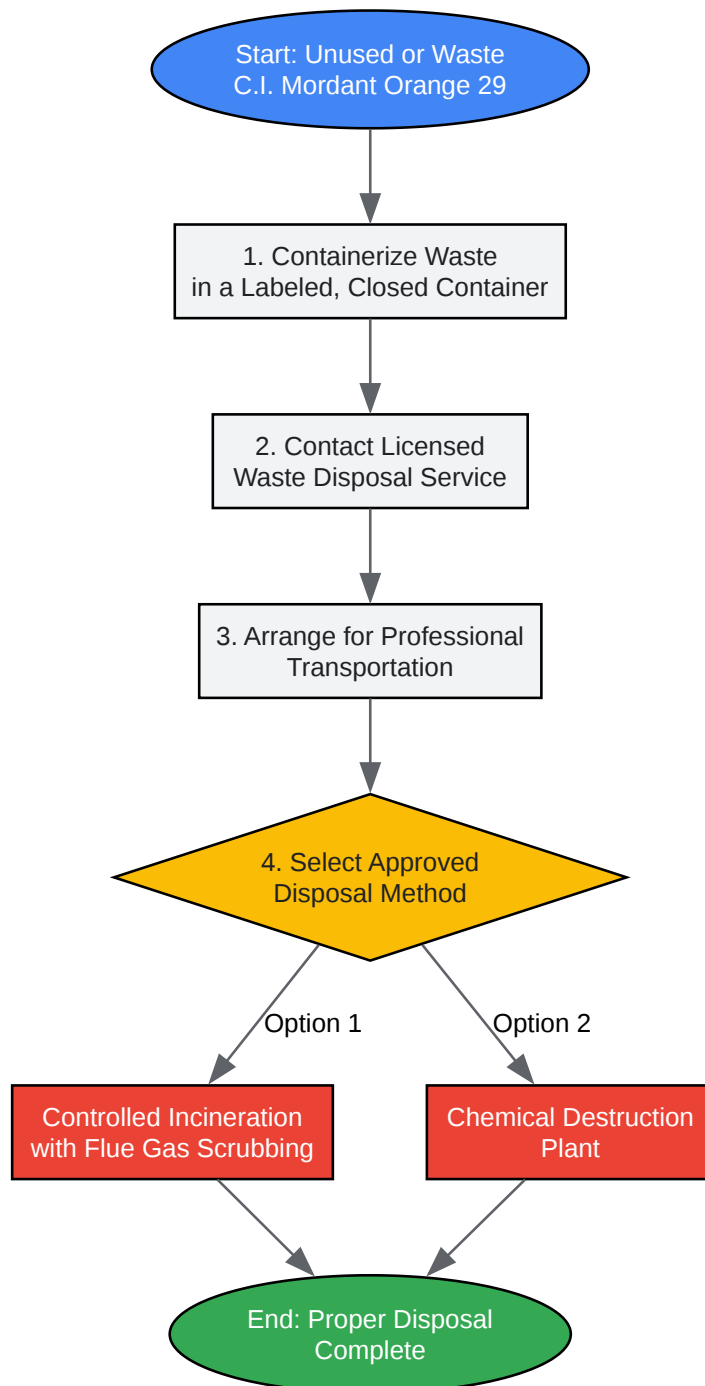 Start: Unused or Waste
C.I. Mordant Orange 29
1. Containerize Waste
in a Labeled, Closed Container
2. Contact Licensed
Waste Disposal Service
3. Arrange for Professional
Transportation
4. Select Approved
Disposal Method
Option 1
Option 2
Controlled Incineration
with Flue Gas Scrubbing
Chemical Destruction
Plant
End: Proper Disposal
Complete